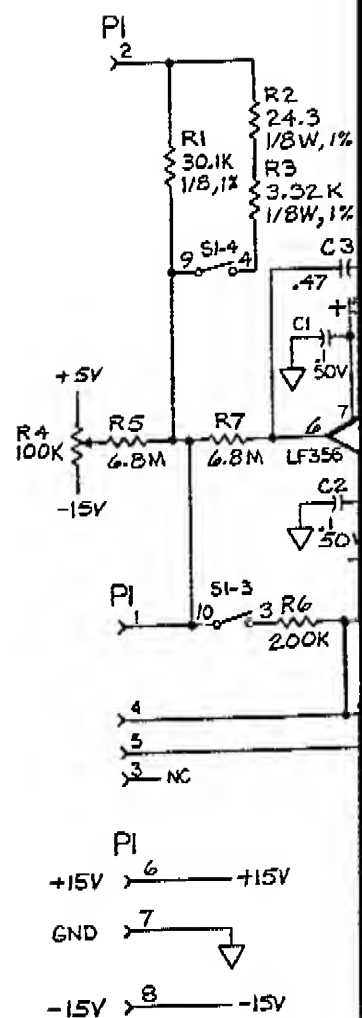 P1
2
R2
24.3
1/8W, 1%
R1
30.1K
1/8, 1%
R3
3.32K
1/8W, 1%
S1-4
9
4
C3
.47
+
C1
.1
50V
+5V
7
R4
100K
R5
6.8M
R7
6.8M
6
LF356
-15V
C2
.1
50V
P1
1
S1-3
10
3
R6
200K
4
5
3
NC
P1
+15V
6
+15V
GND
7
-15V
8
-15V